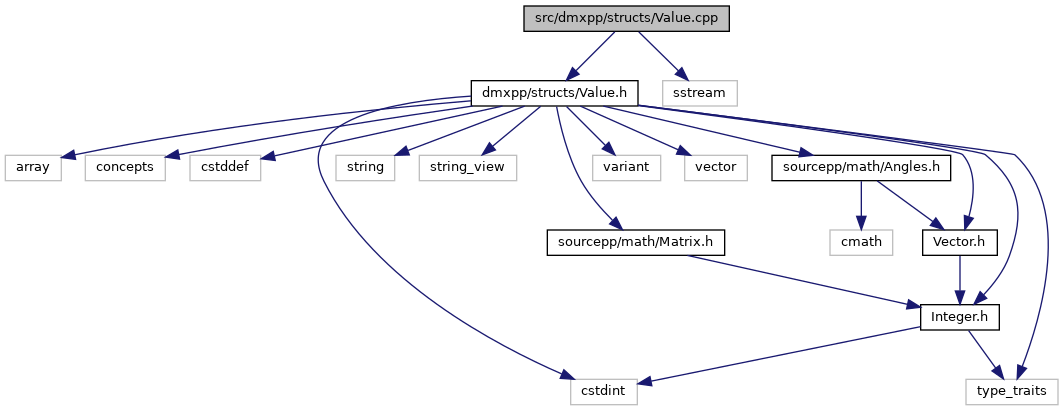 src/dmxpp/structs/Value.cpp
dmxpp/structs/Value.h
sstream
array
concepts
cstddef
string
string_view
variant
vector
sourcepp/math/Angles.h
sourcepp/math/Matrix.h
cmath
Vector.h
Integer.h
cstdint
type_traits